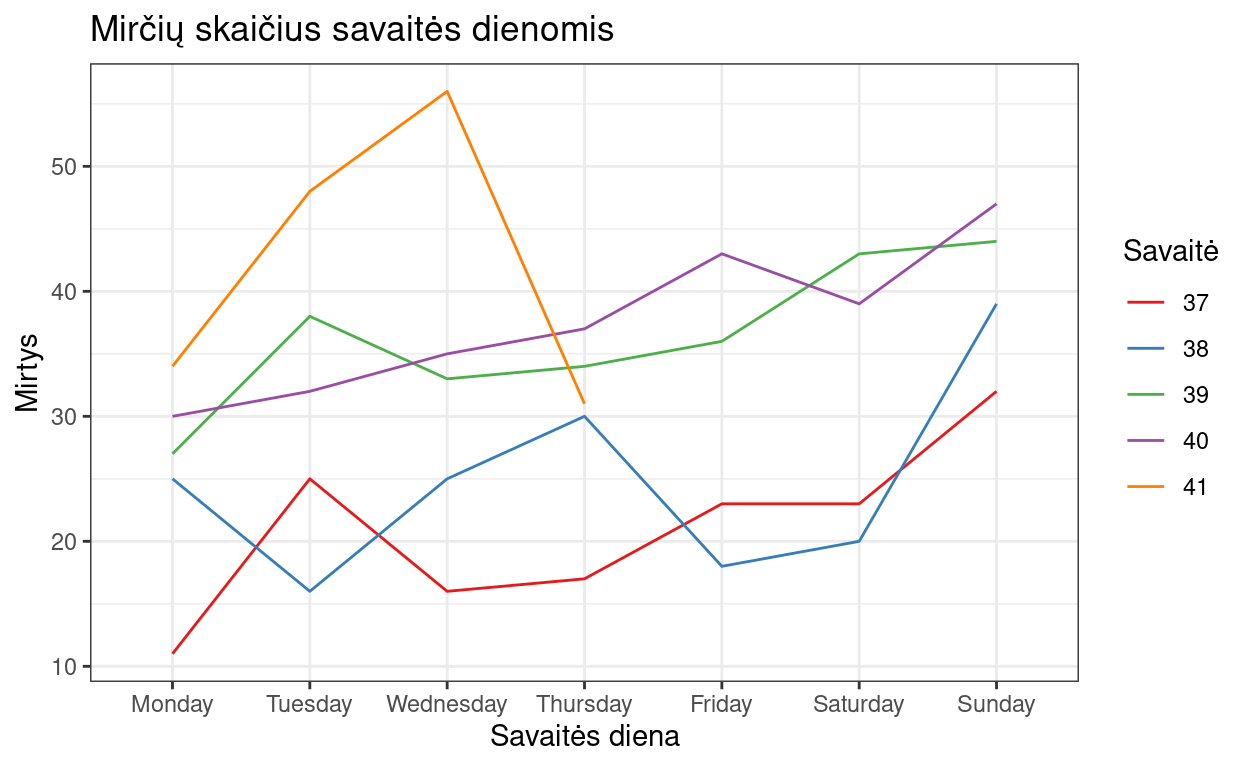 Mirčių skaičius savaitės dienomis
Mirtys
50
40
30
20
10
Monday Tuesday Wednesday Thursday Friday Saturday Sunday
Savaitės diena
Savaitė
37
38
39
40
41